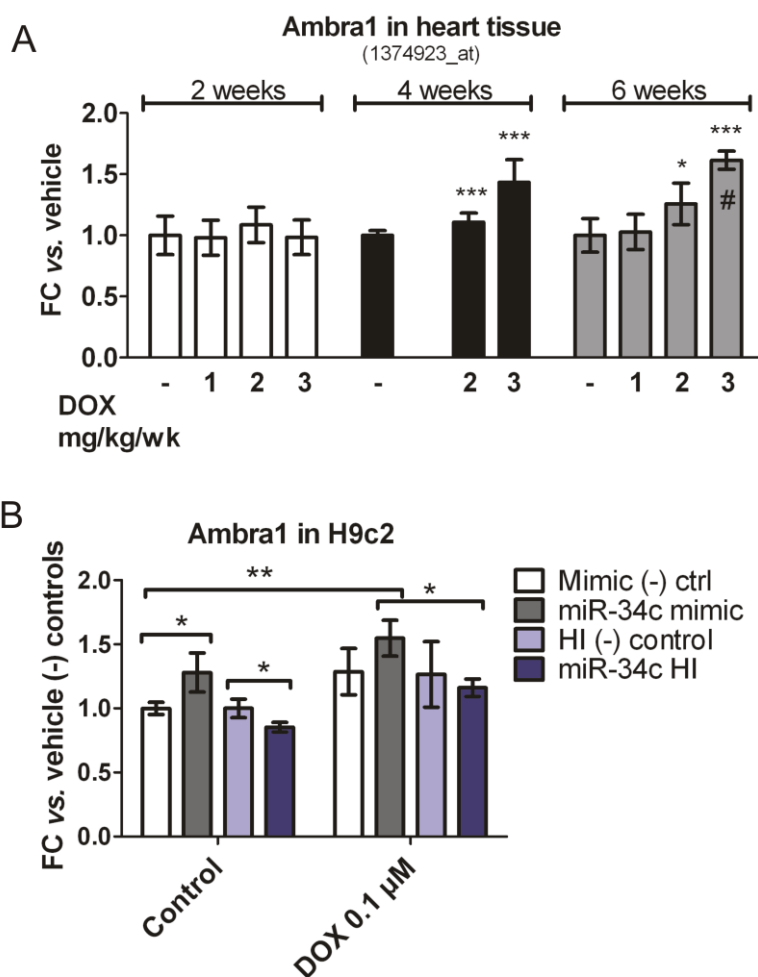 A
Ambra1 in heart tissue
(1374923_at)
2 weeks 4 weeks 6 weeks
FC vs. vehicle
2.0
1.5
1.0
0.5
0.0
*** *** * *** #
- 1 2 3 - 2 3 - 1 2 3
DOX
mg/kg/wk
B
Ambra1 in H9c2
FC vs. vehicle (-) controls
2.0
1.5
1.0
0.5
0.0
* * ** *
Control DOX 0.1 µM
Mimic (-) ctrl
miR-34c mimic
HI (-) control
miR-34c HI